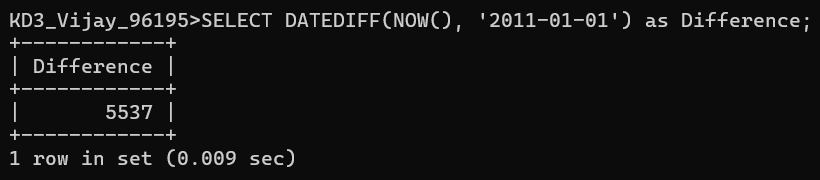 KD3_Vijay_96195>SELECT DATEDIFF(NOW(), '2011-01-01') as Difference;
+------------+
| Difference |
+------------+
|       5537 |
+------------+
1 row in set (0.009 sec)